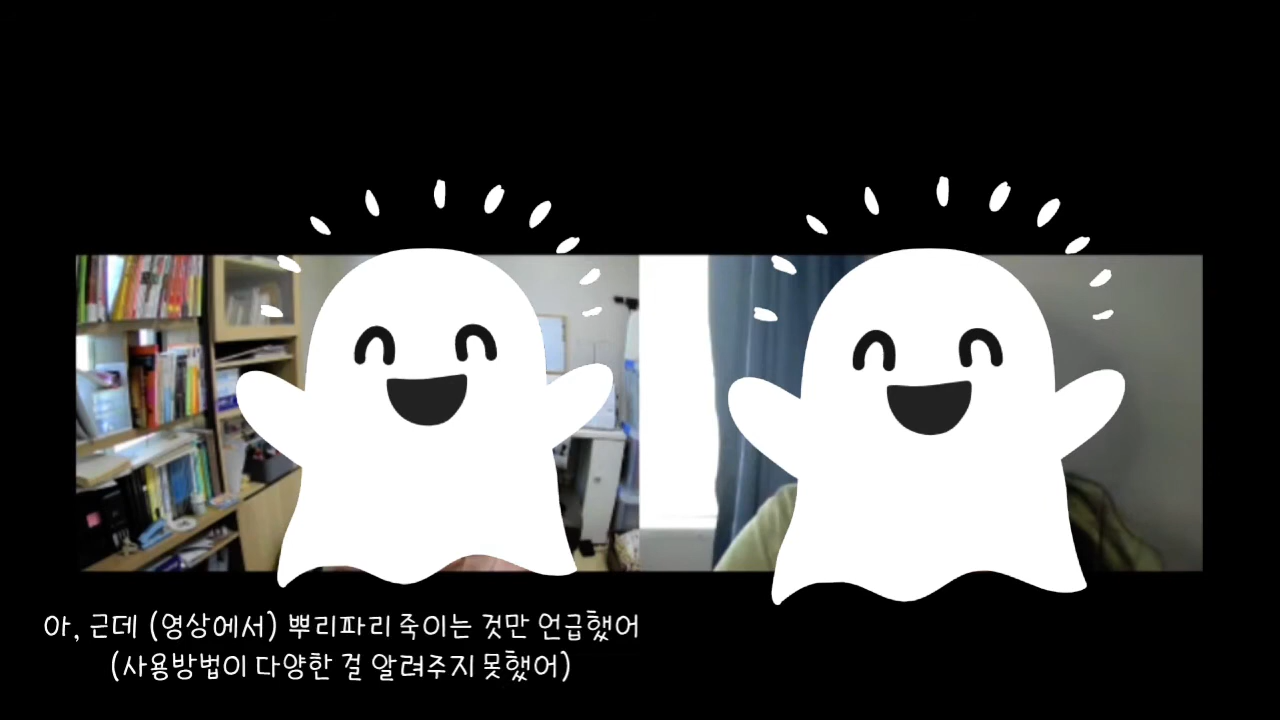 아, 근데 (영상에서) 뿌리파리 죽이는 것만 언급했어
(사용방법이 다양한 걸 알려주지 못했어)